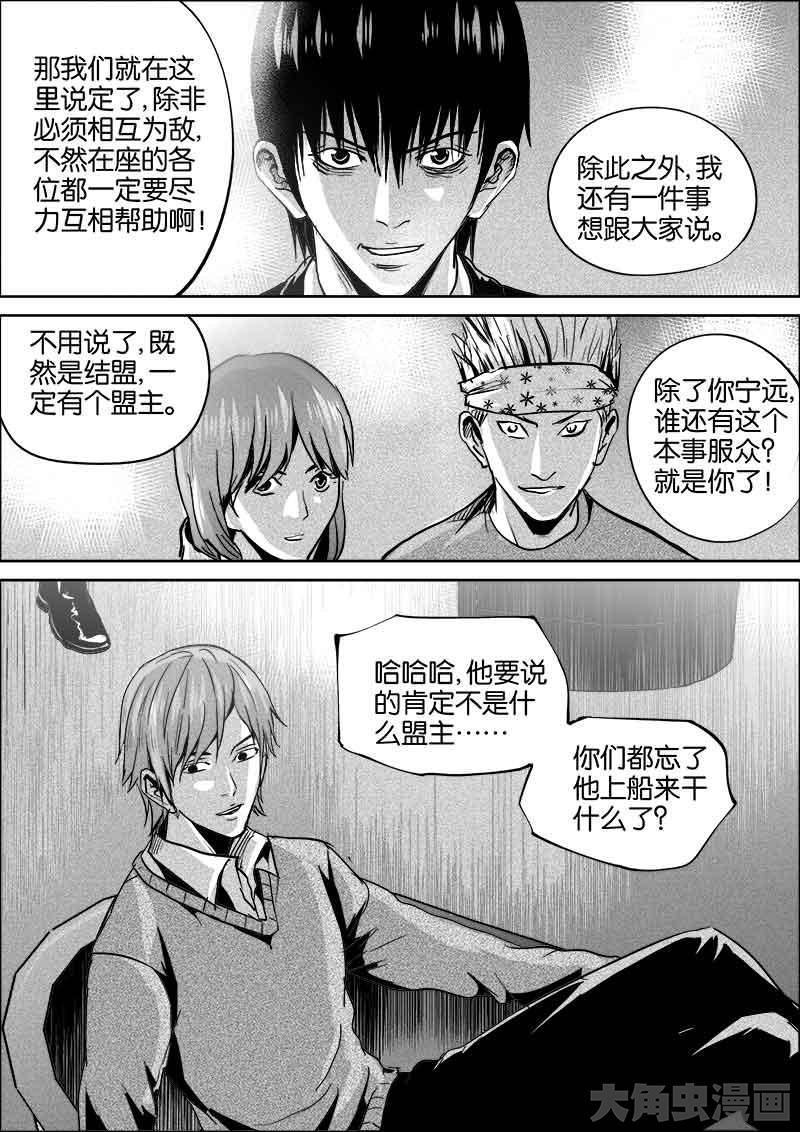 那我们就在这
里说定了,除非
必须相互为敌,
不然在座的各
位都一定要尽
力互相帮助啊!
除此之外,我
还有一件事
想跟大家说。
不用说了,既
然是结盟,一
定有个盟主。
除了你宁远,
谁还有这个
本事服众?
就是你了!
哈哈哈,他要说
的肯定不是什
么盟主……
你们都忘了
他上船来干
什么了?
大角虫漫画